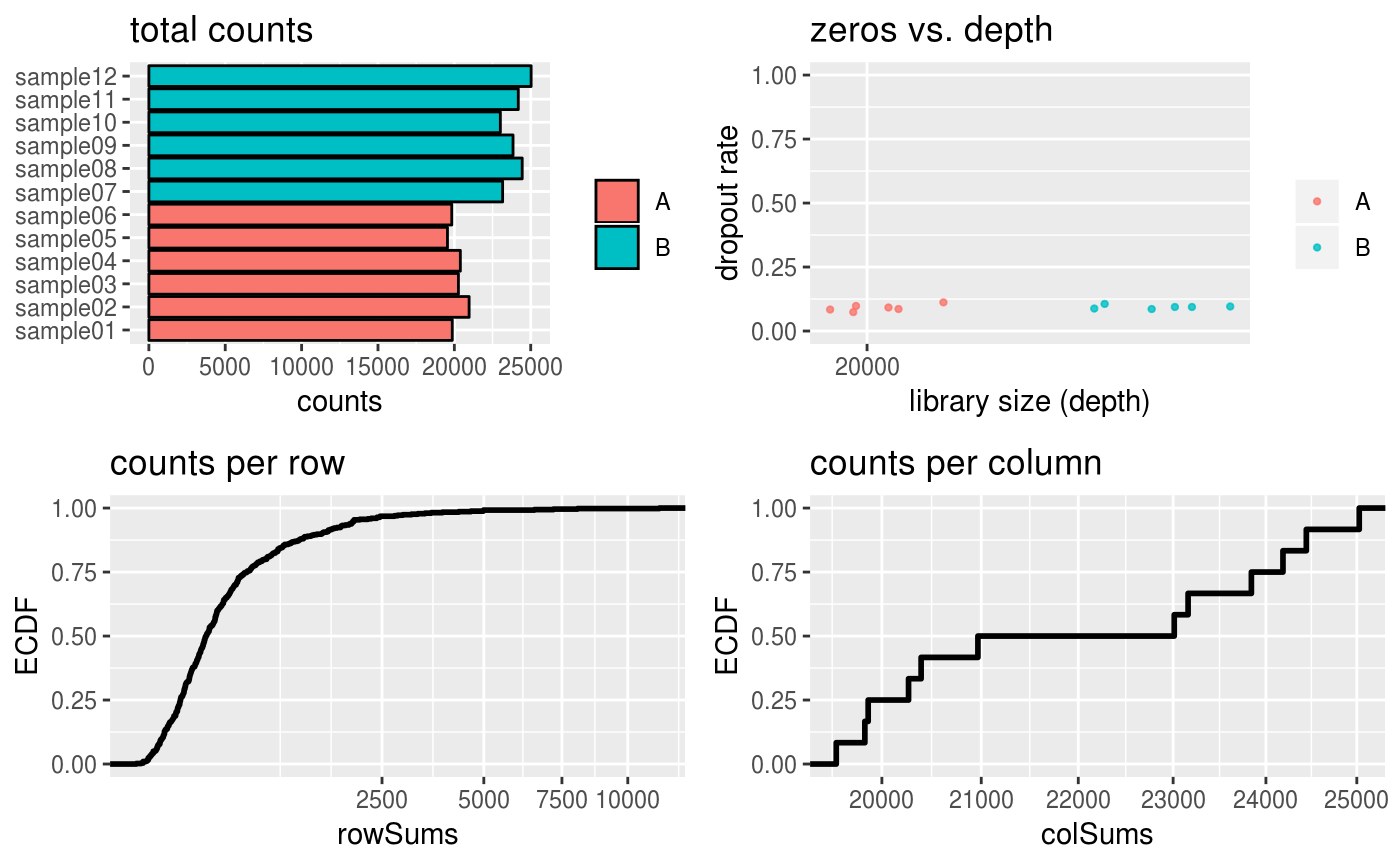 total counts
sample12
sample11
sample10
sample09
sample08
sample07
sample06
sample05
sample04
sample03
sample02
sample01
0 5000 10000 15000 20000 25000
counts
A
B
zeros vs. depth
dropout rate
1.00
0.75
0.50
0.25
0.00
20000
library size (depth)
A
B
counts per row
ECDF
1.00
0.75
0.50
0.25
0.00
2500 5000 7500 10000
rowSums
counts per column
ECDF
1.00
0.75
0.50
0.25
0.00
20000 21000 22000 23000 24000 25000
colSums